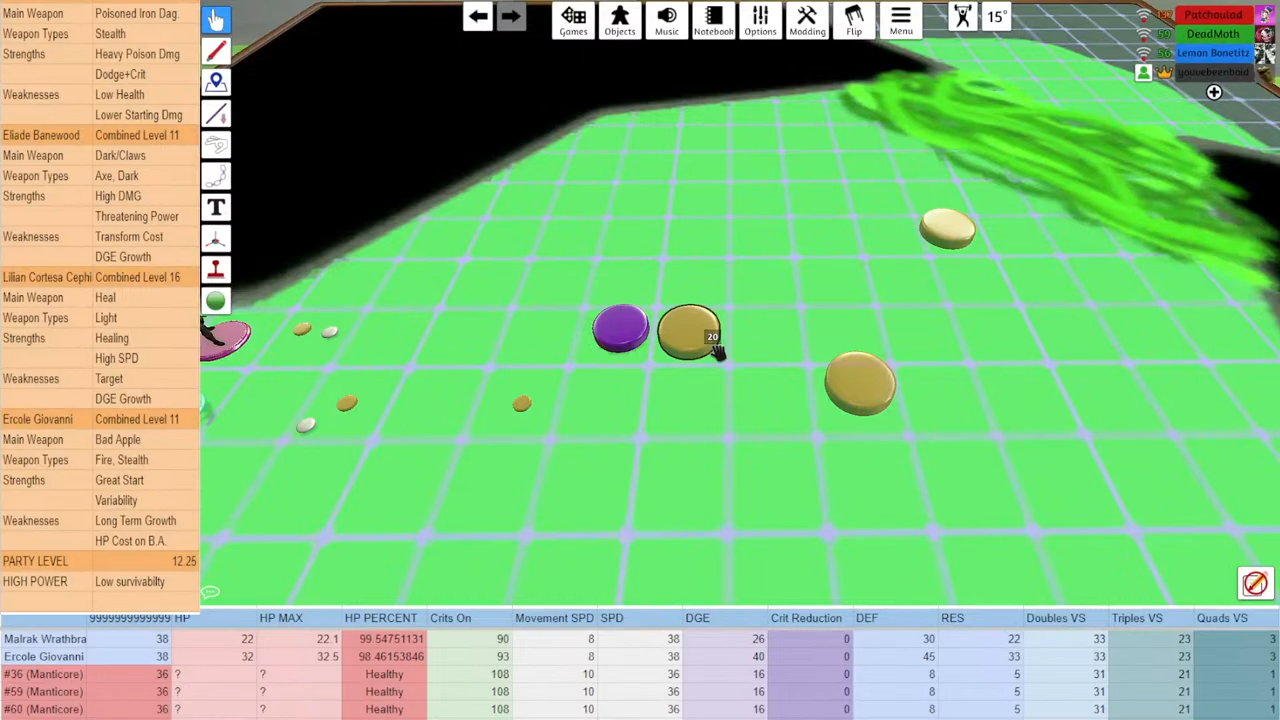 Main Weapon Poisoned Iron Dag.
Weapon Types Stealth
Strengths Heavy Poison Dmg
Dodge+Crit
Weaknesses Low Health
Lower Starting Dmg
Eliade Banewood Combined Level 11
Main Weapon Dark/Claws
Weapon Types Axe, Dark
Strengths High DMG
Threatening Power
Weaknesses Transform Cost
DGE Growth
Lilian Cortesa Cephi Combined Level 16
Main Weapon Heal
Weapon Types Light
Strengths Healing
High SPD
Weaknesses Target
DGE Growth
Ercole Giovanni Combined Level 11
Main Weapon Bad Apple
Weapon Types Fire, Stealth
Strengths Great Start
Variability
Weaknesses Long Term Growth
HP Cost on B.A.
PARTY LEVEL 12.25
HIGH POWER Low survivabilty
Games Objects Music Notebook Options Modding Flip Menu 15°
Patchoulad
59 DeadMoth
56 Lemon Bonetitz
youwebeenboid
T
20
9999999999999 HP HP MAX HP PERCENT Crits On Movement SPD SPD DGE Crit Reduction DEF RES Doubles VS Triples VS Quads VS
Malrak Wrathbra 38 22 22.1 99.54751131 90 8 38 26 0 30 22 33 23 3
Ercole Giovanni 38 32 32.5 98.46153846 93 8 38 40 0 45 33 33 23 3
#36 (Manticore) 36 ? ? Healthy 108 10 36 16 0 8 5 31 21 1
#59 (Manticore) 36 ? ? Healthy 108 10 36 16 0 8 5 31 21 1
#60 (Manticore) 36 ? ? Healthy 108 10 36 16 0 8 5 31 21 1